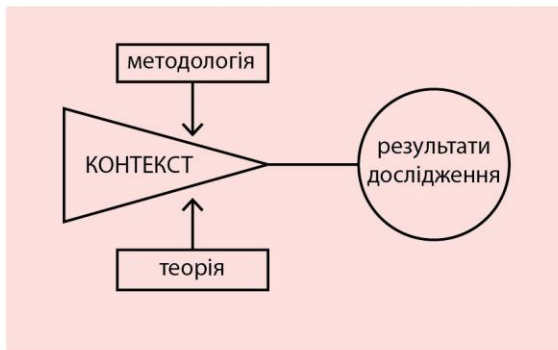 методологія
КОНТЕКСТ
результати
дослідження
теорія